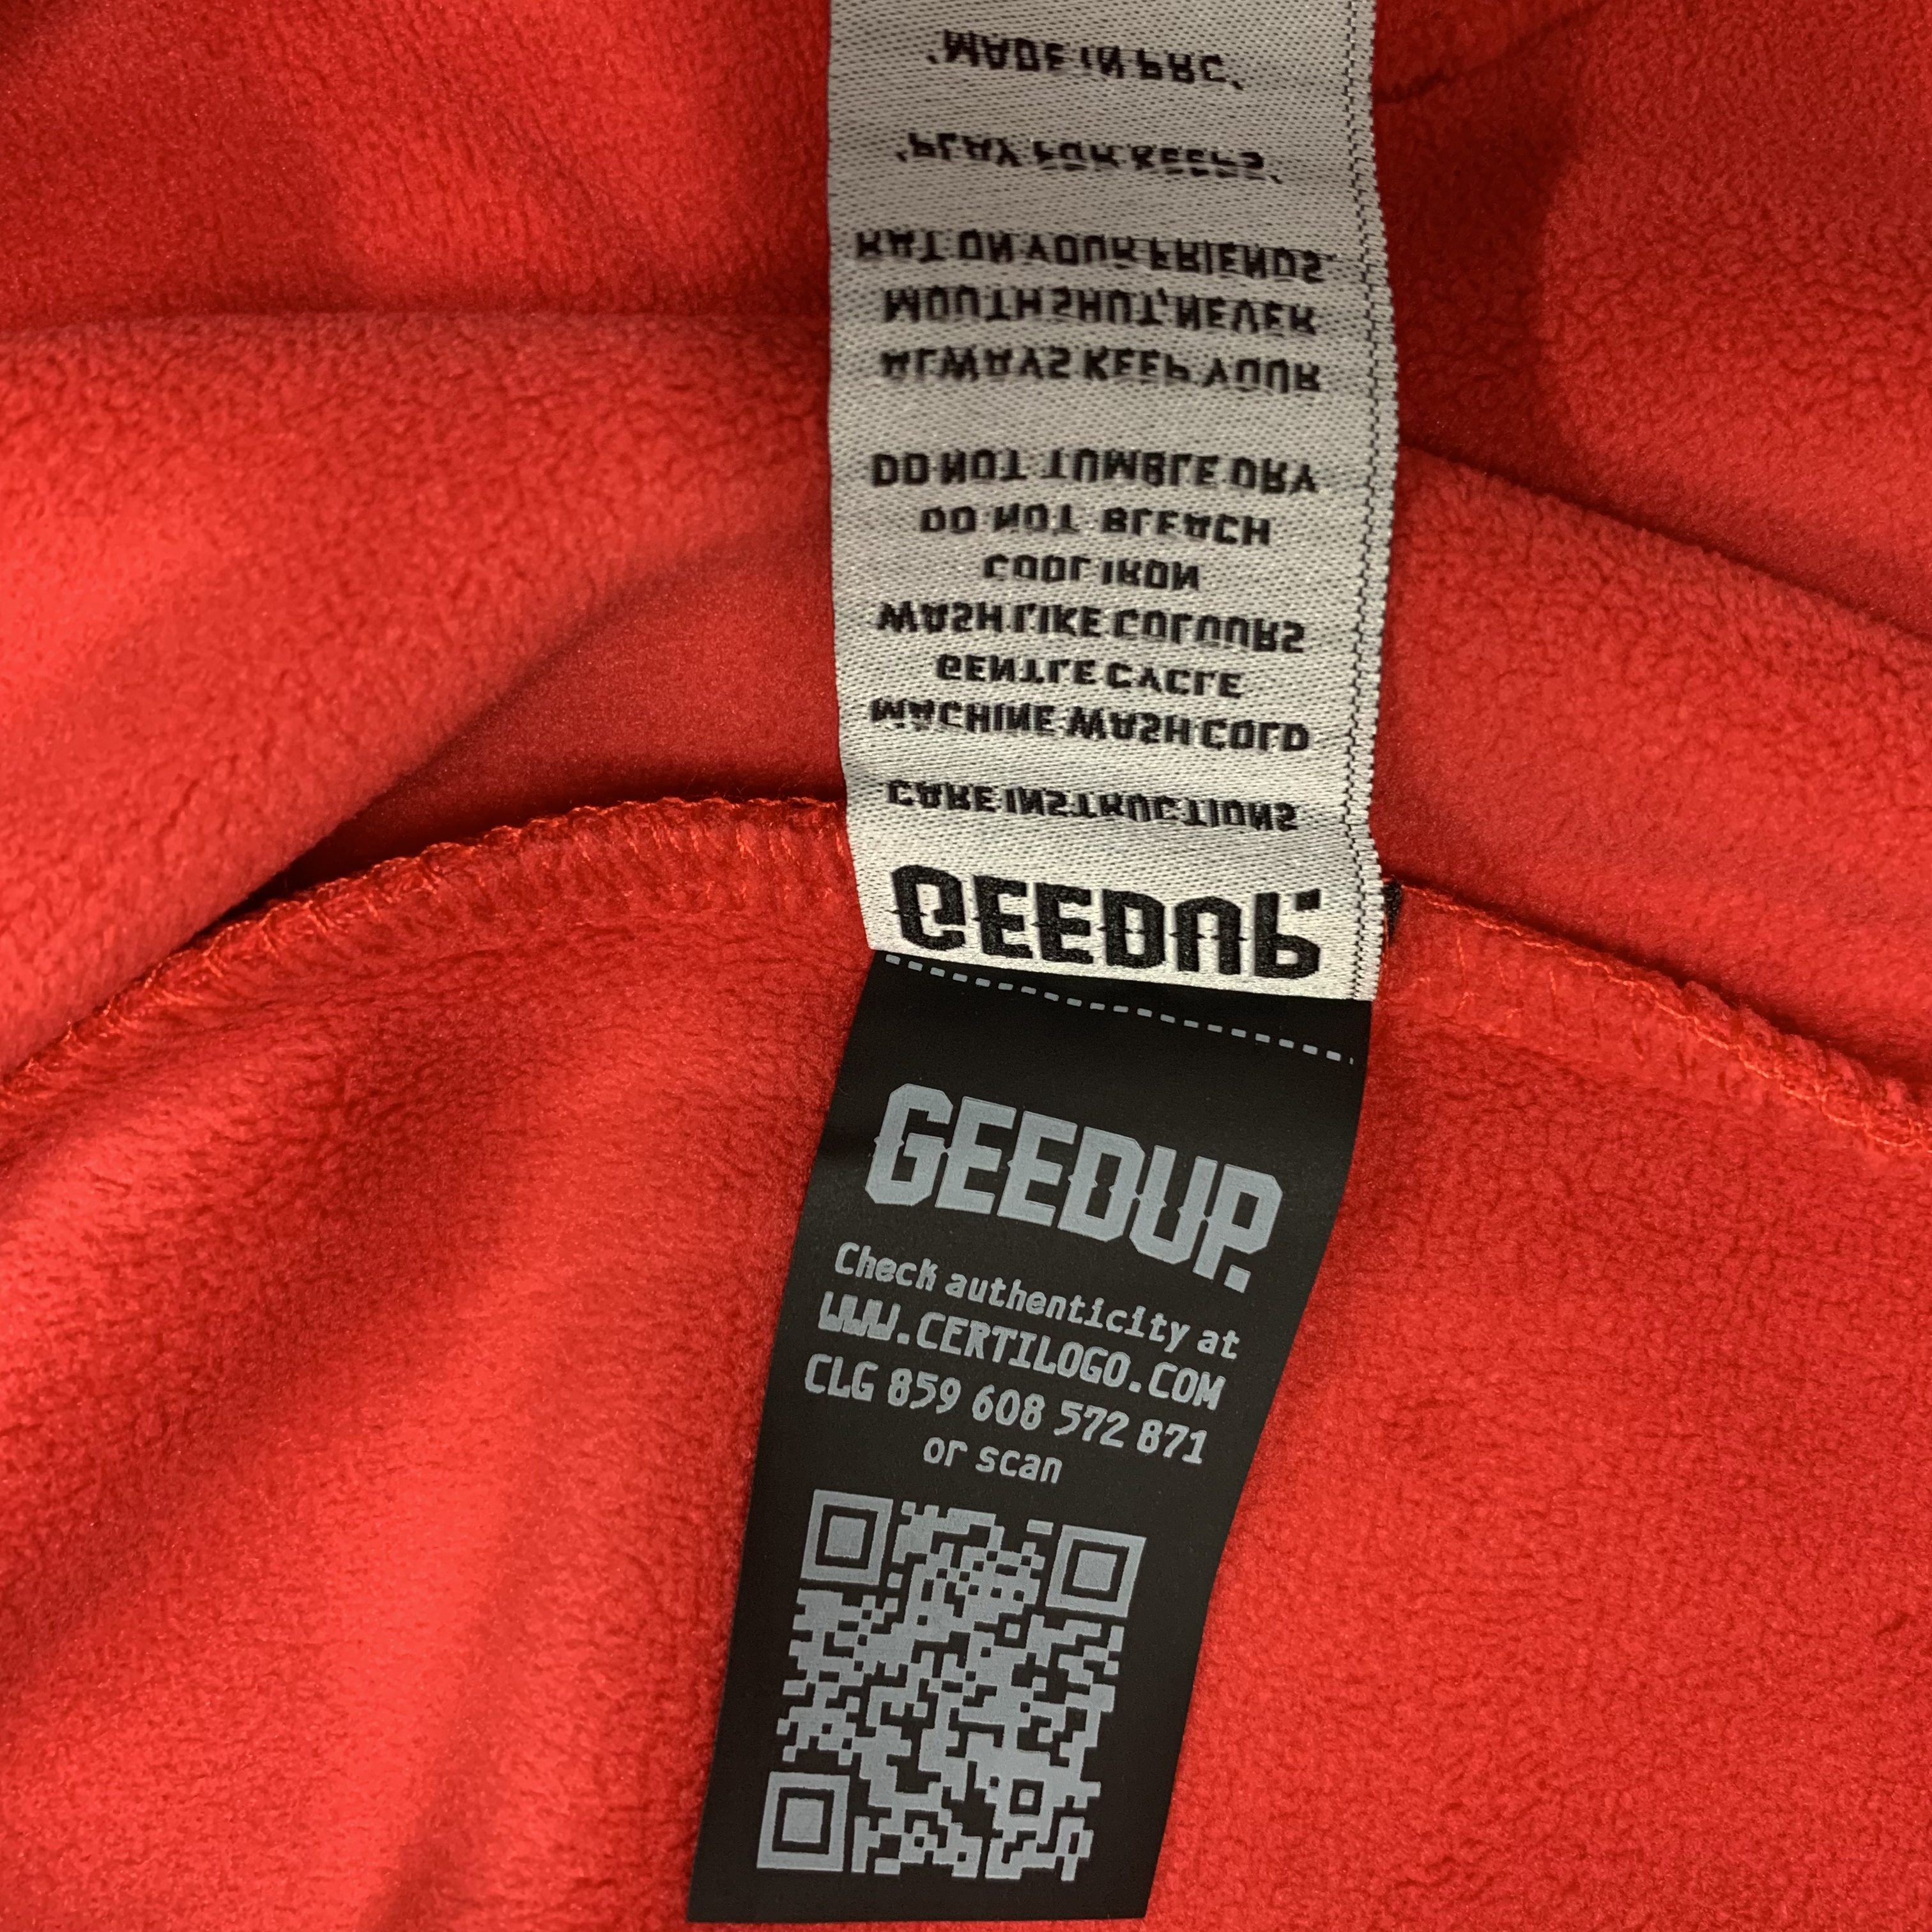 GEEDUP.
CARE INSTRUCTIONS
MACHINE WASH COLD
GENTLE CYCLE
WASH LIKE COLOURS
COOL IRON
DO NOT BLEACH
DO NOT TUMBLE DRY
ALWAYS KEEP YOUR
MOUTH SHUT, NEVER
RAT ON YOUR FRIENDS.
'PLAY FOR KEEPS'
'MADE IN PRC'
GEEDUP.
Check authenticity at
WWW.CERTILOGO.COM
CLG 859 608 572 871
or scan